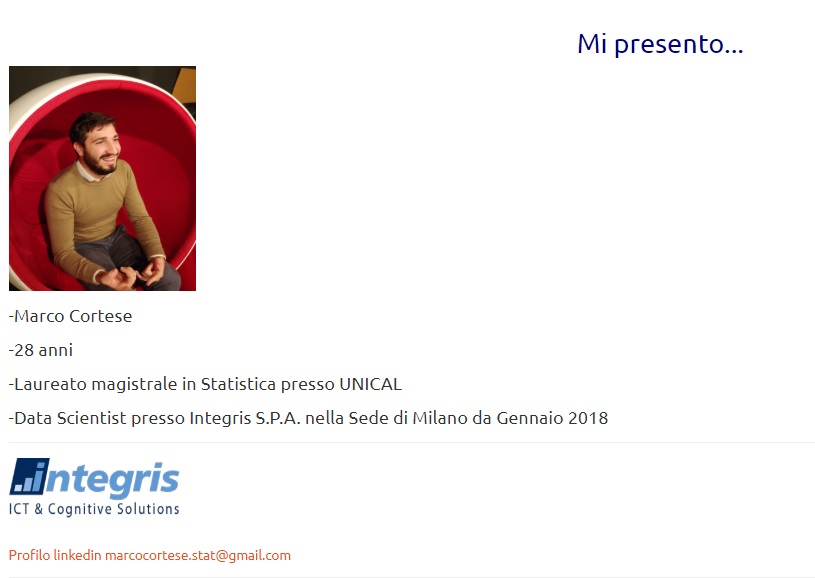 Mi presento...
-Marco Cortese
-28 anni
-Laureato magistrale in Statistica presso UNICAL
-Data Scientist presso Integris S.P.A. nella Sede di Milano da Gennaio 2018
integris
ICT & Cognitive Solutions
Profilo linkedin marcocortese.stat@gmail.com